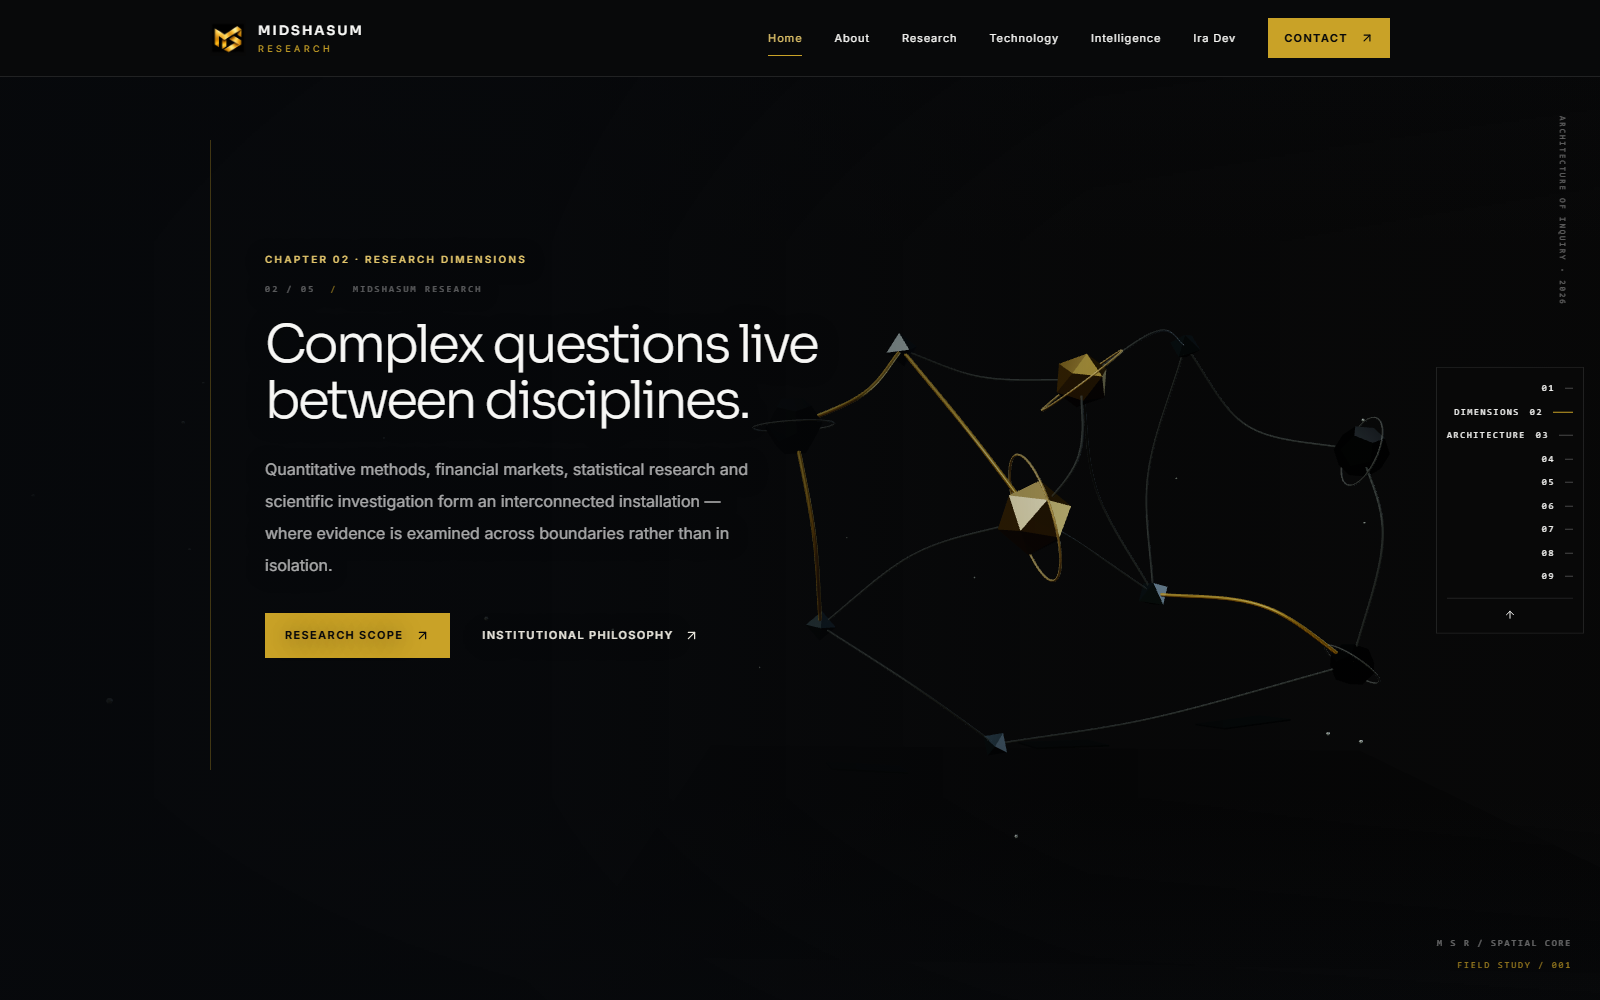 MIDSHASUM
RESEARCH
Home
About
Research
Technology
Intelligence
Ira Dev
CONTACT
ARCHITECTURE OF INQUIRY · 2026
CHAPTER 02 · RESEARCH DIMENSIONS
02 / 05 / MIDSHASUM RESEARCH
Complex questions live
between disciplines.
Quantitative methods, financial markets, statistical research and
scientific investigation form an interconnected installation —
where evidence is examined across boundaries rather than in
isolation.
RESEARCH SCOPE
INSTITUTIONAL PHILOSOPHY
01
DIMENSIONS 02
ARCHITECTURE 03
04
05
06
07
08
09
M S R / SPATIAL CORE
FIELD STUDY / 001